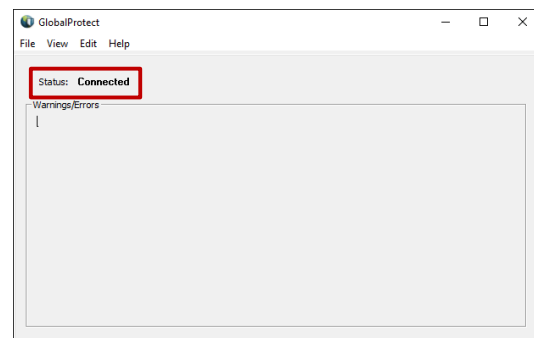 GlobalProtect
File View Edit Help
Status: Connected
Warnings/Errors